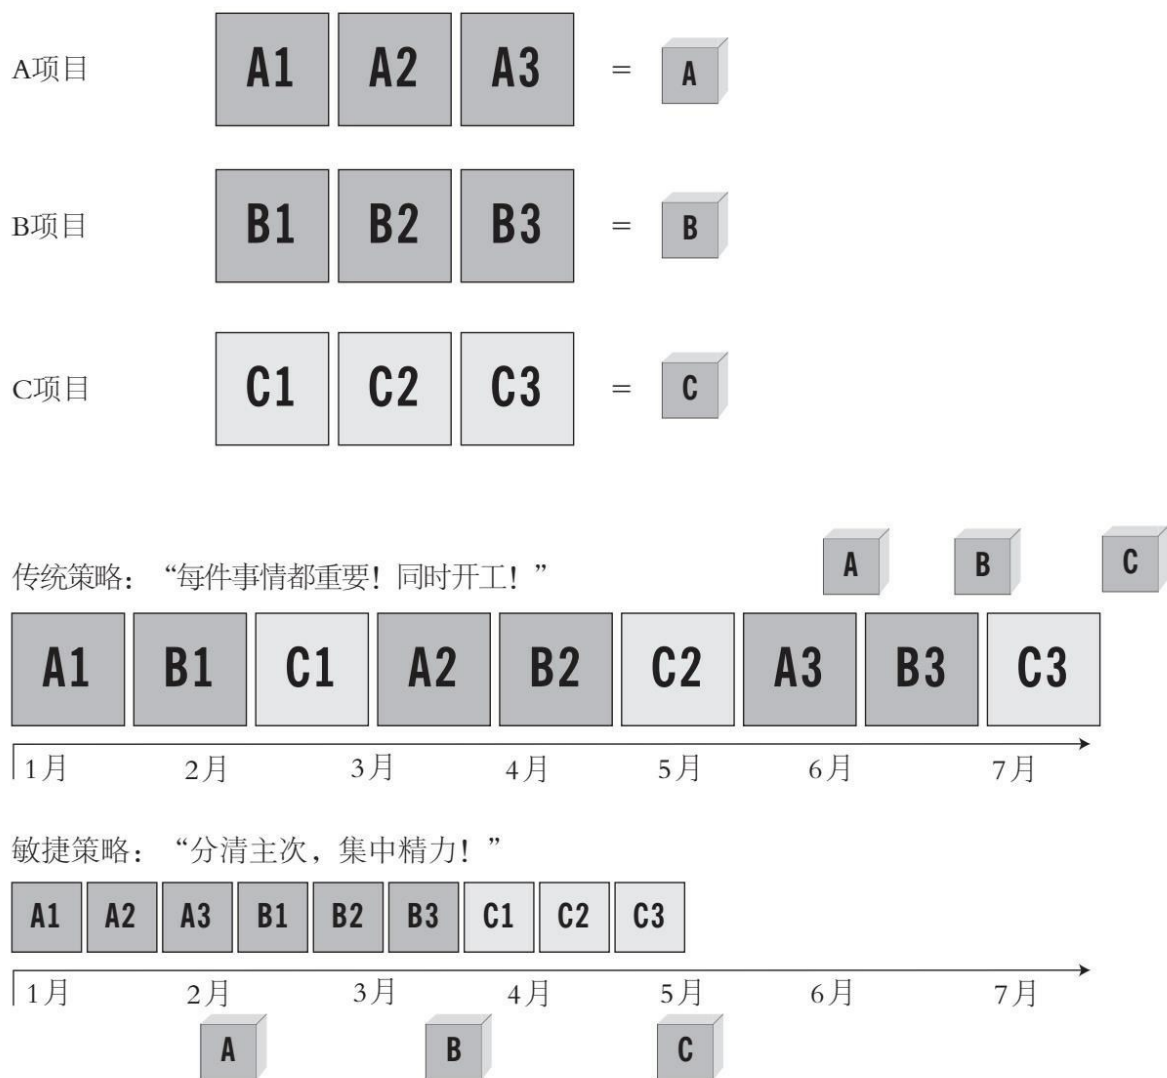 A项目 A1 A2 A3 = A
B项目 B1 B2 B3 = B
C项目 C1 C2 C3 = C
A B C
传统策略：“每件事情都重要！同时开工！”
A1 B1 C1 A2 B2 C2 A3 B3 C3
1月 2月 3月 4月 5月 6月 7月
敏捷策略：“分清主次，集中精力！”
A1 A2 A3 B1 B2 B3 C1 C2 C3
1月 2月 3月 4月 5月 6月 7月
A B C